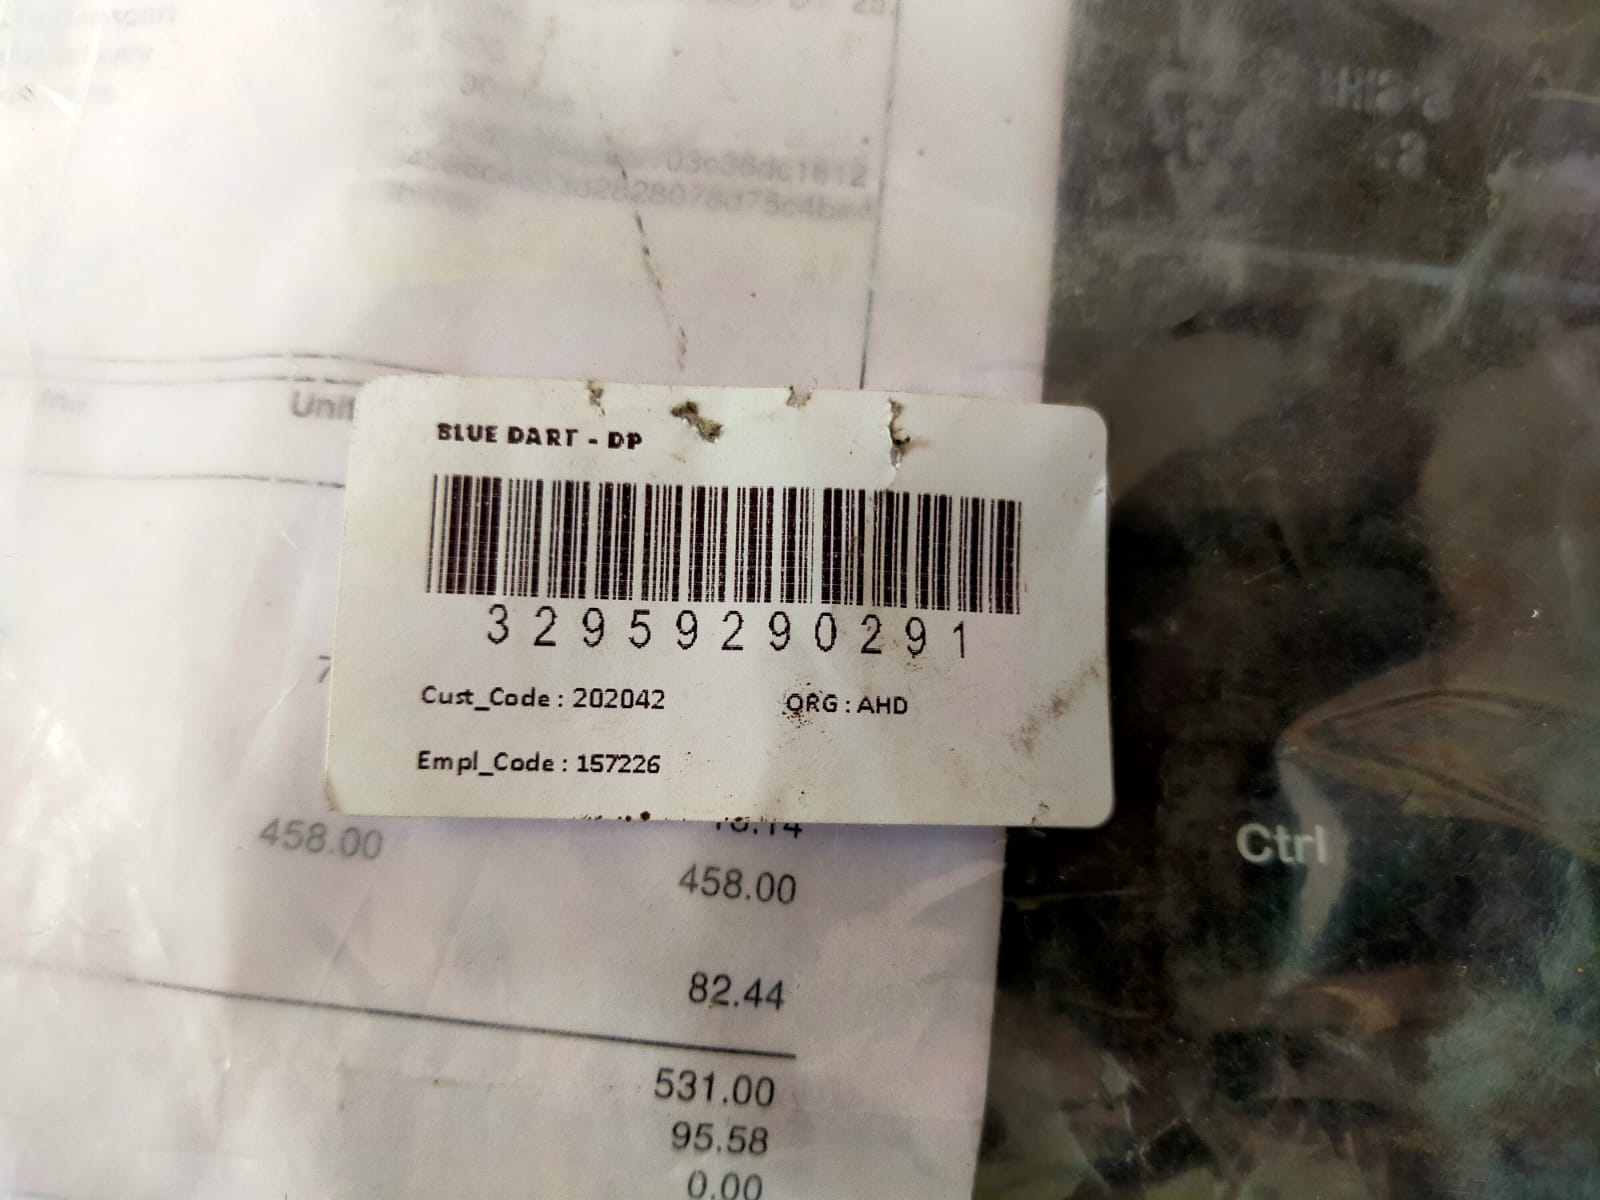 03c36dc1812
Unit
BLUE DART - DP
32959290291
Cust_Code : 202042 ORG : AHD
Empl_Code : 157226
458.00
458.00
Ctrl
82.44
531.00
95.58
0.00